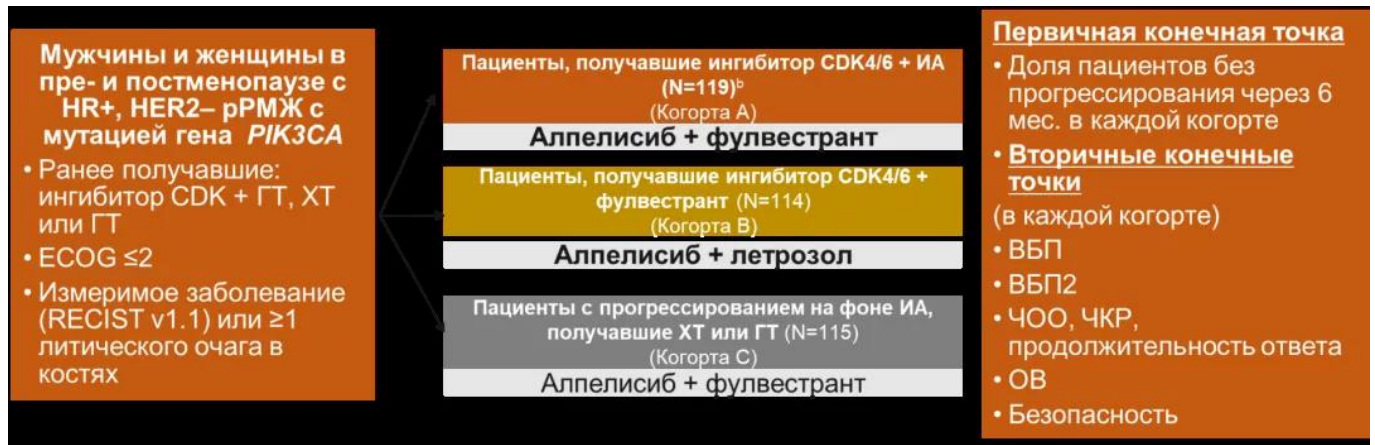 Мужчины и женщины в
пре- и постменопаузе с
HR+, HER2– рРМЖ с
мутацией гена PIK3CA
• Ранее получавшие:
ингибитор CDK + ГТ, ХТ
или ГТ
• ECOG ≤2
• Измеримое заболевание
(RECIST v1.1) или ≥1
литического очага в
костях
Пациенты, получавшие ингибитор CDK4/6 + ИА
(N=119)ᵇ
(Когорта А)
Алпелисиб + фулвестрант
Пациенты, получавшие ингибитор CDK4/6 +
фулвестрант (N=114)
(Когорта В)
Алпелисиб + летрозол
Пациенты с прогрессированием на фоне ИА,
получавшие ХТ или ГТ (N=115)
(Когорта С)
Алпелисиб + фулвестрант
Первичная конечная точка
• Доля пациентов без
прогрессирования через 6
мес. в каждой когорте
• Вторичные конечные
точки
(в каждой когорте)
• ВБП
• ВБП2
• ЧОО, ЧКР,
продолжительность ответа
• ОВ
• Безопасность